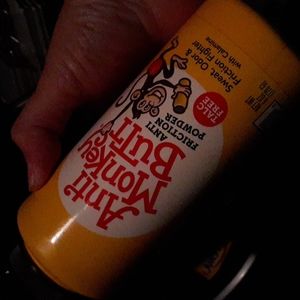 Anti
Monkey
Butt
ANTI
FRICTION
POWDER
TALC
FREE
Sweat, Odor &
Friction Fighter
with Calamine